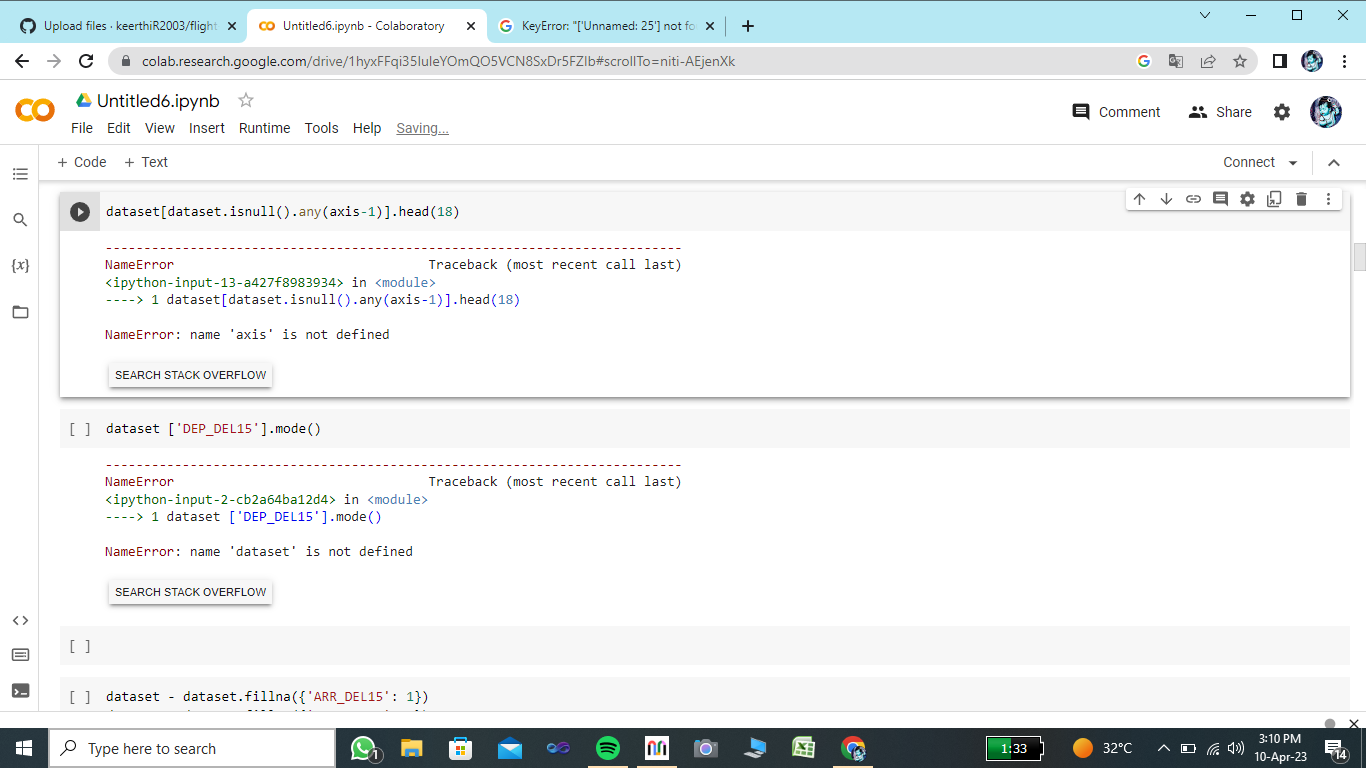 Upload files · keerthiR2003/flight
Untitled6.ipynb - Colaboratory
KeyError: "['Unnamed: 25'] not fo
colab.research.google.com/drive/1hyxFFqi35luleYOmQO5VCN8SxDr5FZIb#scrollTo=niti-AEjenXk
Untitled6.ipynb
File Edit View Insert Runtime Tools Help Saving...
Comment Share
+ Code + Text
Connect
dataset[dataset.isnull().any(axis-1)].head(18)
---------------------------------------------------------------------------
NameError Traceback (most recent call last)
<ipython-input-13-a427f8983934> in <module>
----> 1 dataset[dataset.isnull().any(axis-1)].head(18)
NameError: name 'axis' is not defined
SEARCH STACK OVERFLOW
[ ] dataset ['DEP_DEL15'].mode()
---------------------------------------------------------------------------
NameError Traceback (most recent call last)
<ipython-input-2-cb2a64ba12d4> in <module>
----> 1 dataset ['DEP_DEL15'].mode()
NameError: name 'dataset' is not defined
SEARCH STACK OVERFLOW
[ ]
[ ] dataset - dataset.fillna({'ARR_DEL15': 1})
Type here to search
1
1:33
32°C
3:10 PM
10-Apr-23
14